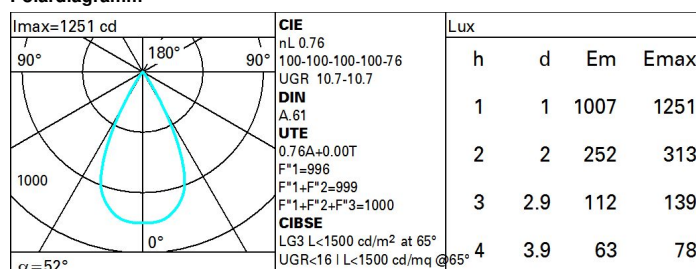 Polardiagramm
Imax=1251 cd
90° 180° 90°
1000
0°
α=52°
CIE
nL 0.76
100-100-100-100-76
UGR 10.7-10.7
DIN
A.61
UTE
0.76A+0.00T
F"1=996
F"1+F"2=999
F"1+F"2+F"3=1000
CIBSE
LG3 L<1500 cd/m² at 65°
UGR<16 | L<1500 cd/mq @65°
Lux
h d Em Emax
1 1 1007 1251
2 2 252 313
3 2.9 112 139
4 3.9 63 78